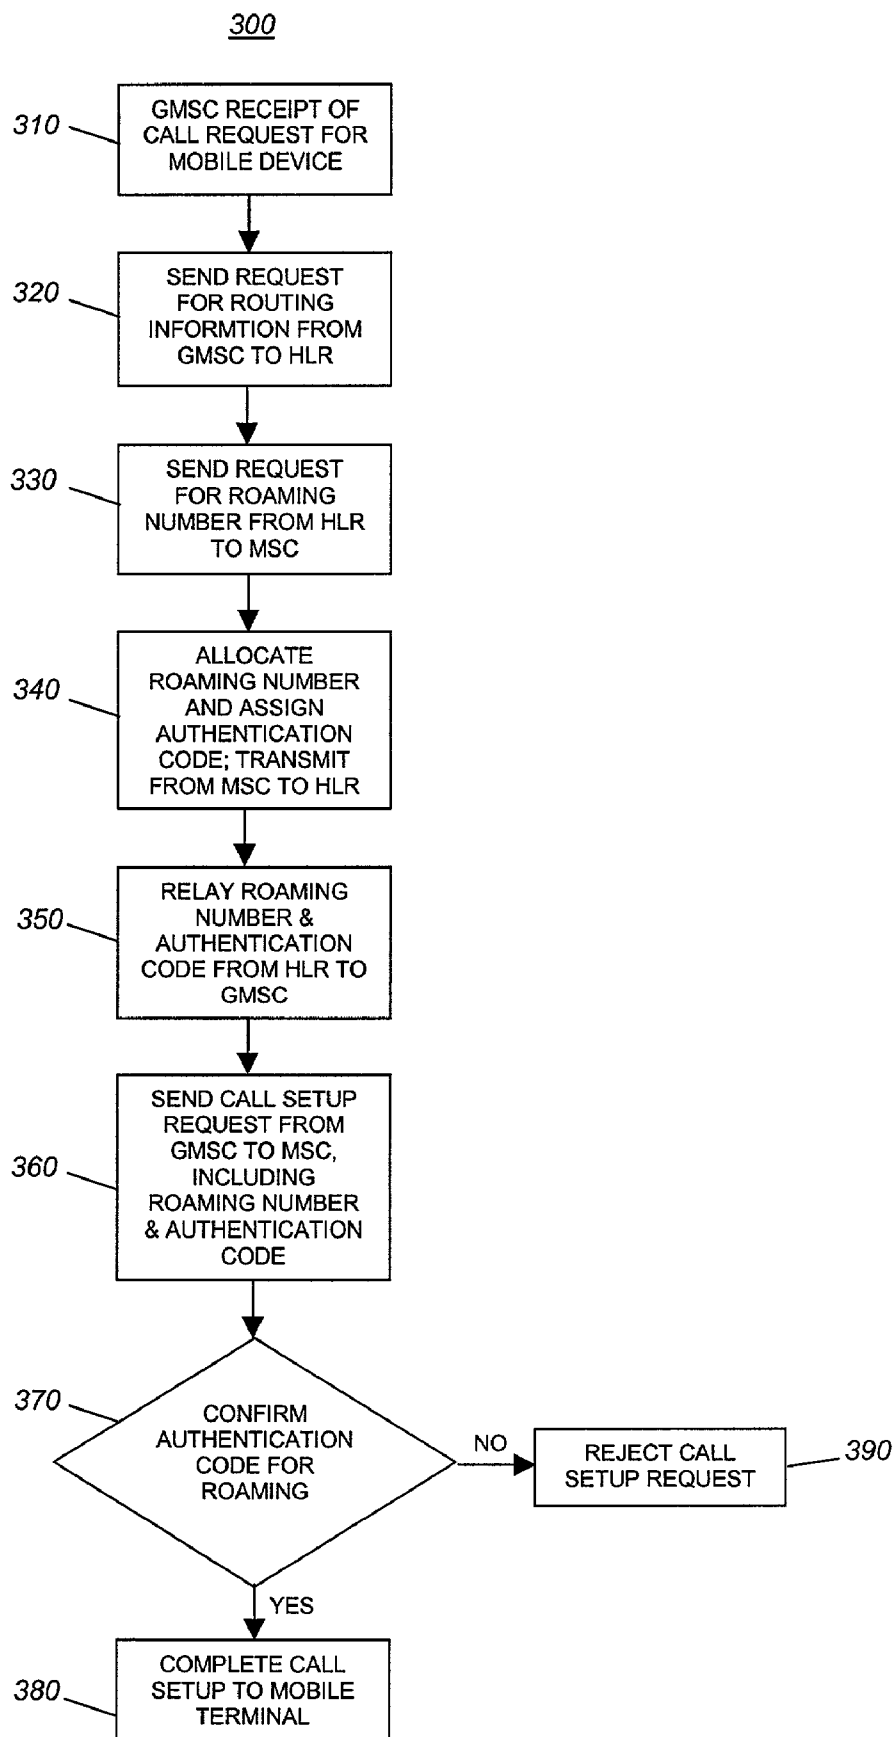 300
310
GMSC RECEIPT OF
CALL REQUEST FOR
MOBILE DEVICE
320
SEND REQUEST
FOR ROUTING
INFORMTION FROM
GMSC TO HLR
330
SEND REQUEST
FOR ROAMING
NUMBER FROM HLR
TO MSC
340
ALLOCATE
ROAMING NUMBER
AND ASSIGN
AUTHENTICATION
CODE; TRANSMIT
FROM MSC TO HLR
350
RELAY ROAMING
NUMBER &
AUTHENTICATION
CODE FROM HLR TO
GMSC
360
SEND CALL SETUP
REQUEST FROM
GMSC TO MSC,
INCLUDING
ROAMING NUMBER
& AUTHENTICATION
CODE
370
CONFIRM
AUTHENTICATION
CODE FOR
ROAMING
NO
REJECT CALL
SETUP REQUEST
390
YES
380
COMPLETE CALL
SETUP TO MOBILE
TERMINAL